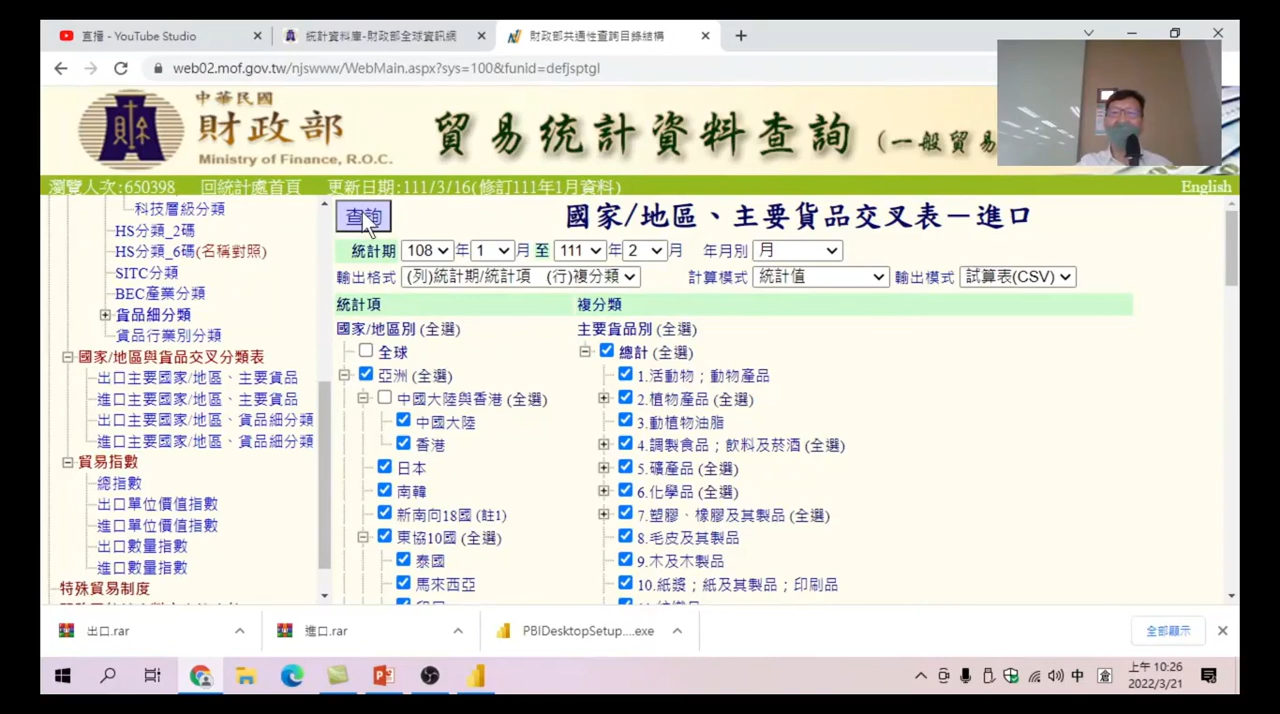 直播 - YouTube Studio
統計資料庫-財政部全球資訊網
財政部共通性查詢目錄結構
web02.mof.gov.tw/njswww/WebMain.aspx?sys=100&funid=defjsptgl
中華民國
財政部
Ministry of Finance, R.O.C.
貿易統計資料查詢 (一般貿易
瀏覽人次:650398 回統計處首頁 更新日期:111/3/16(修訂111年1月資料) English
科技層級分類
HS分類_2碼
HS分類_6碼(名稱對照)
SITC分類
BEC產業分類
貨品細分類
貨品行業別分類
國家/地區與貨品交叉分類表
出口主要國家/地區、主要貨品
進口主要國家/地區、主要貨品
出口主要國家/地區、貨品細分類
進口主要國家/地區、貨品細分類
貿易指數
總指數
出口單位價值指數
進口單位價值指數
出口數量指數
進口數量指數
特殊貿易制度
查詢
國家/地區、主要貨品交叉表－進口
統計期 108 年 1 月 至 111 年 2 月 年月別 月
輸出格式 (列)統計期/統計項 (行)複分類 計算模式 統計值 輸出模式 試算表(CSV)
統計項 複分類
國家/地區別 (全選)
全球
亞洲 (全選)
中國大陸與香港 (全選)
中國大陸
香港
日本
南韓
新南向18國 (註1)
東協10國 (全選)
泰國
馬來西亞
主要貨品別 (全選)
總計 (全選)
1.活動物；動物產品
2.植物產品 (全選)
3.動植物油脂
4.調製食品；飲料及菸酒 (全選)
5.礦產品 (全選)
6.化學品 (全選)
7.塑膠、橡膠及其製品 (全選)
8.毛皮及其製品
9.木及木製品
10.紙漿；紙及其製品；印刷品
出口.rar
進口.rar
PBIDesktopSetup....exe
全部顯示
中
倉
上午 10:26
2022/3/21